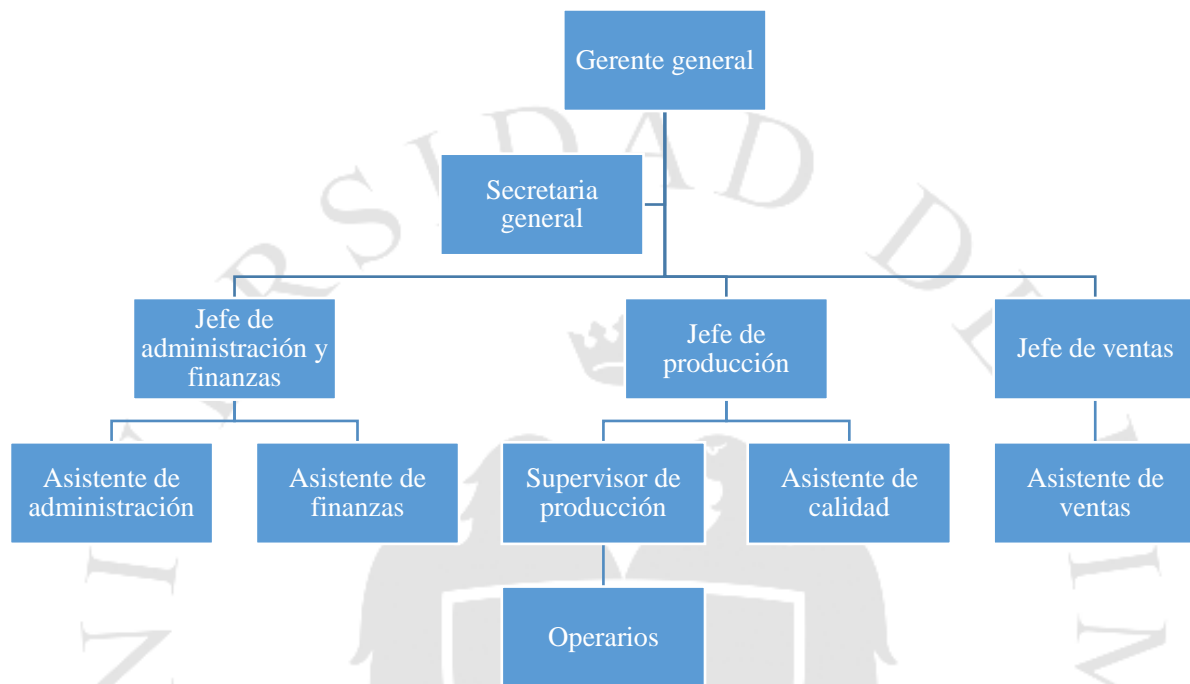 Gerente general
Secretaria
general
Jefe de
administración y
finanzas
Jefe de
producción
Jefe de ventas
Asistente de
administración
Asistente de
finanzas
Supervisor de
producción
Asistente de
calidad
Asistente de
ventas
Operarios